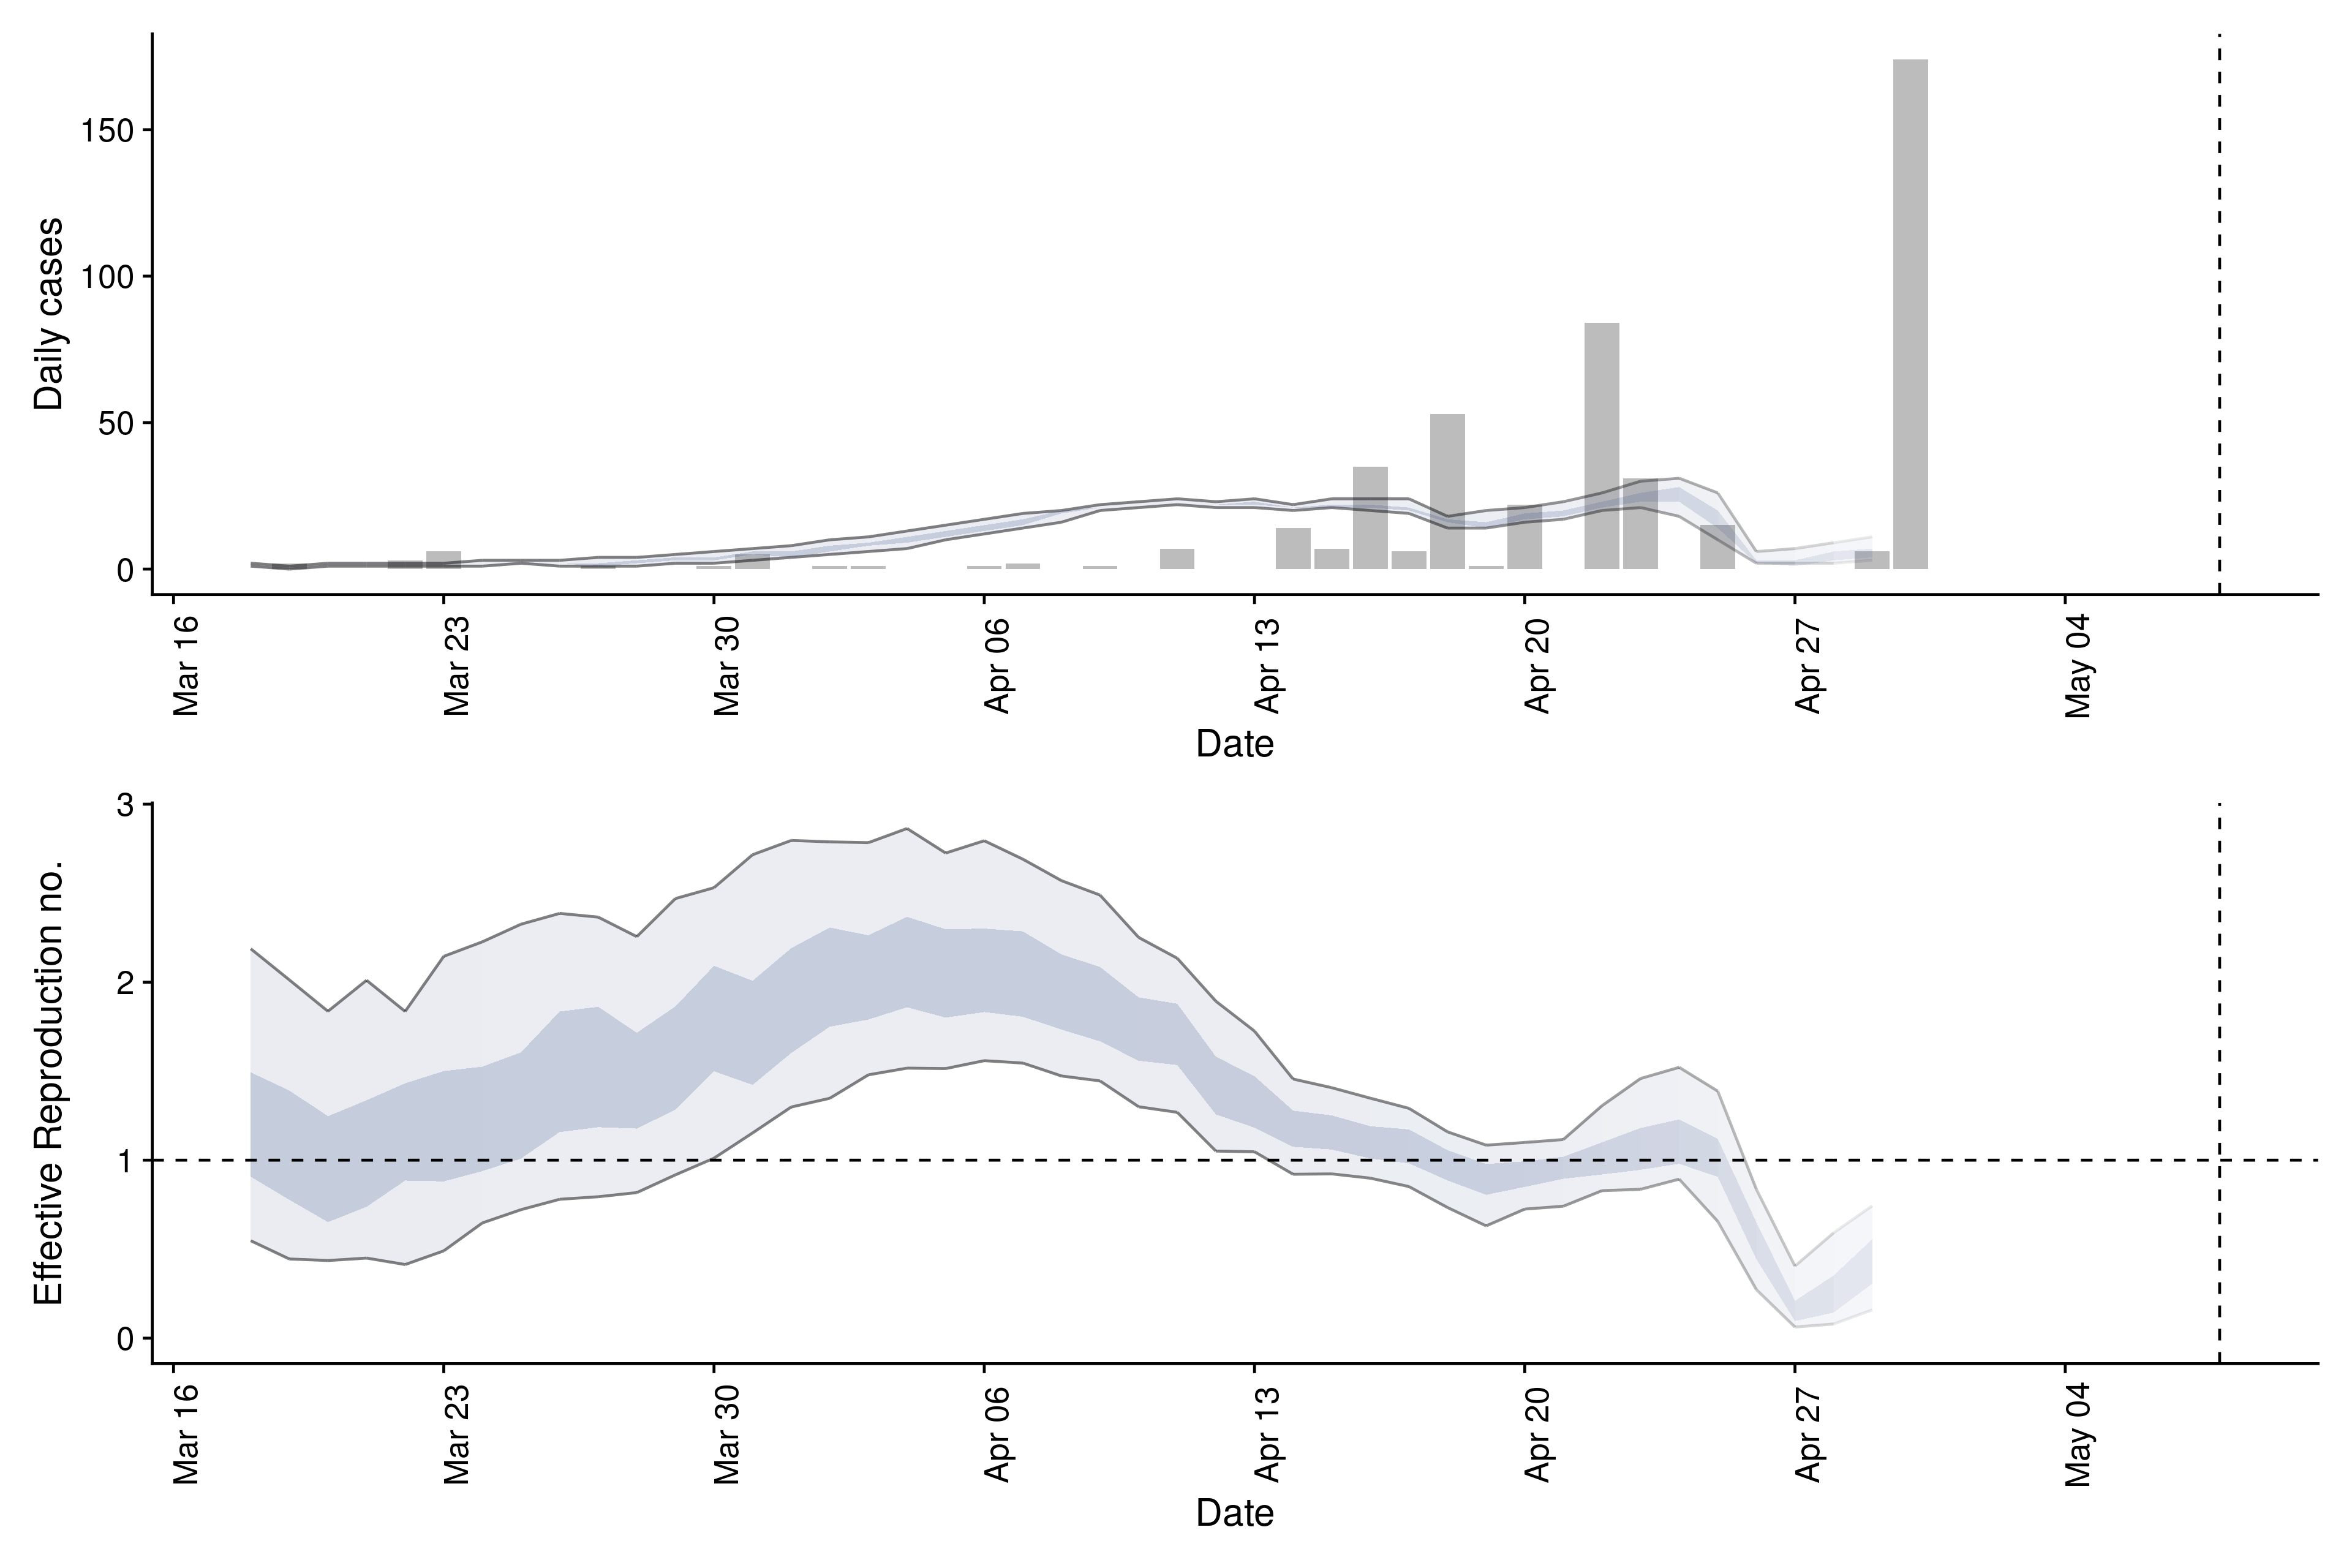 Daily cases
150
100
50
0
Mar 16
Mar 23
Mar 30
Apr 06
Apr 13
Apr 20
Apr 27
May 04
Date
Effective Reproduction no.
3
2
1
0
Mar 16
Mar 23
Mar 30
Apr 06
Apr 13
Apr 20
Apr 27
May 04
Date